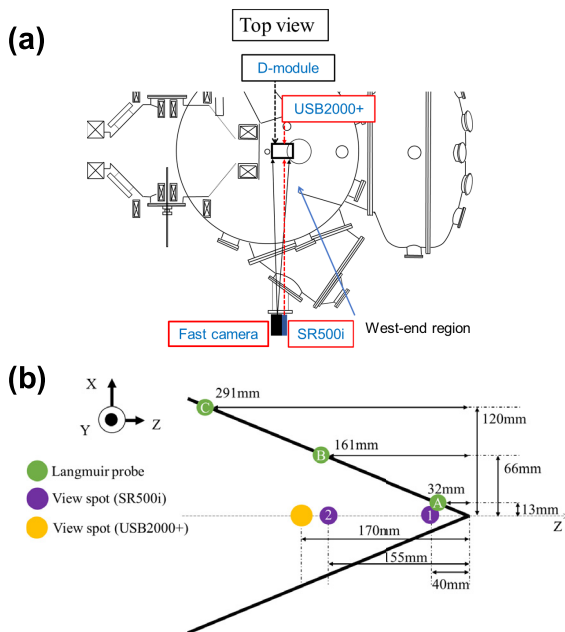 (a)
Top view
D-module
USB2000+
Fast camera
SR500i
West-end region
(b)
X
Y
Z
Langmuir probe
View spot (SR500i)
View spot (USB2000+)
C
291mm
120mm
B
161mm
66mm
32mm
A
13mm
2
1
Z
170mm
155mm
40mm